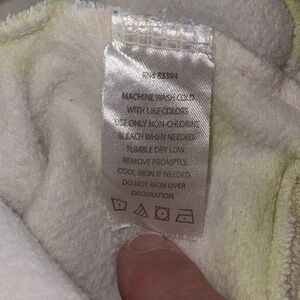 RN# 83394
MACHINE WASH COLD
WITH LIKE COLORS
USE ONLY NON-CHLORINE
BLEACH WHEN NEEDED.
TUMBLE DRY LOW.
REMOVE PROMPTLY.
COOL IRON IF NEEDED.
DO NOT IRON OVER
DECORATION.